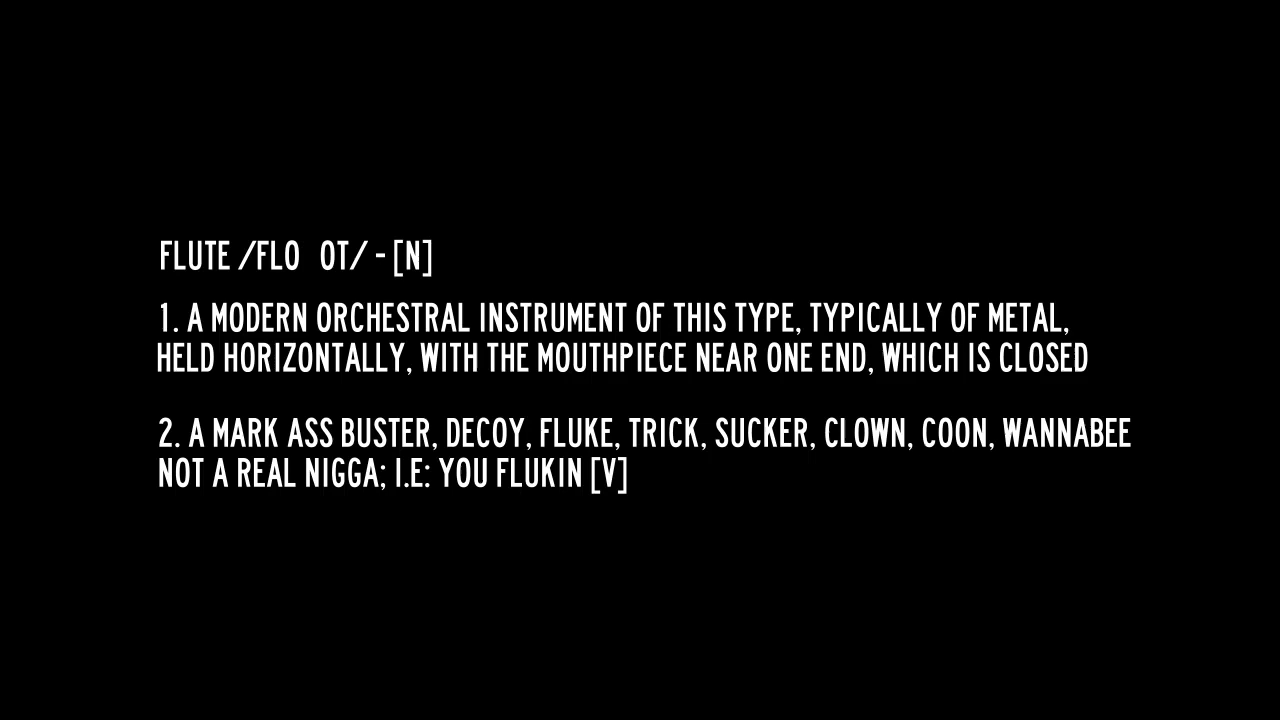 FLUTE /FLO OT/ - [N]
1. A MODERN ORCHESTRAL INSTRUMENT OF THIS TYPE, TYPICALLY OF METAL,
HELD HORIZONTALLY, WITH THE MOUTHPIECE NEAR ONE END, WHICH IS CLOSED
2. A MARK ASS BUSTER, DECOY, FLUKE, TRICK, SUCKER, CLOWN, COON, WANNABEE
NOT A REAL NIGGA; I.E: YOU FLUKIN [V]